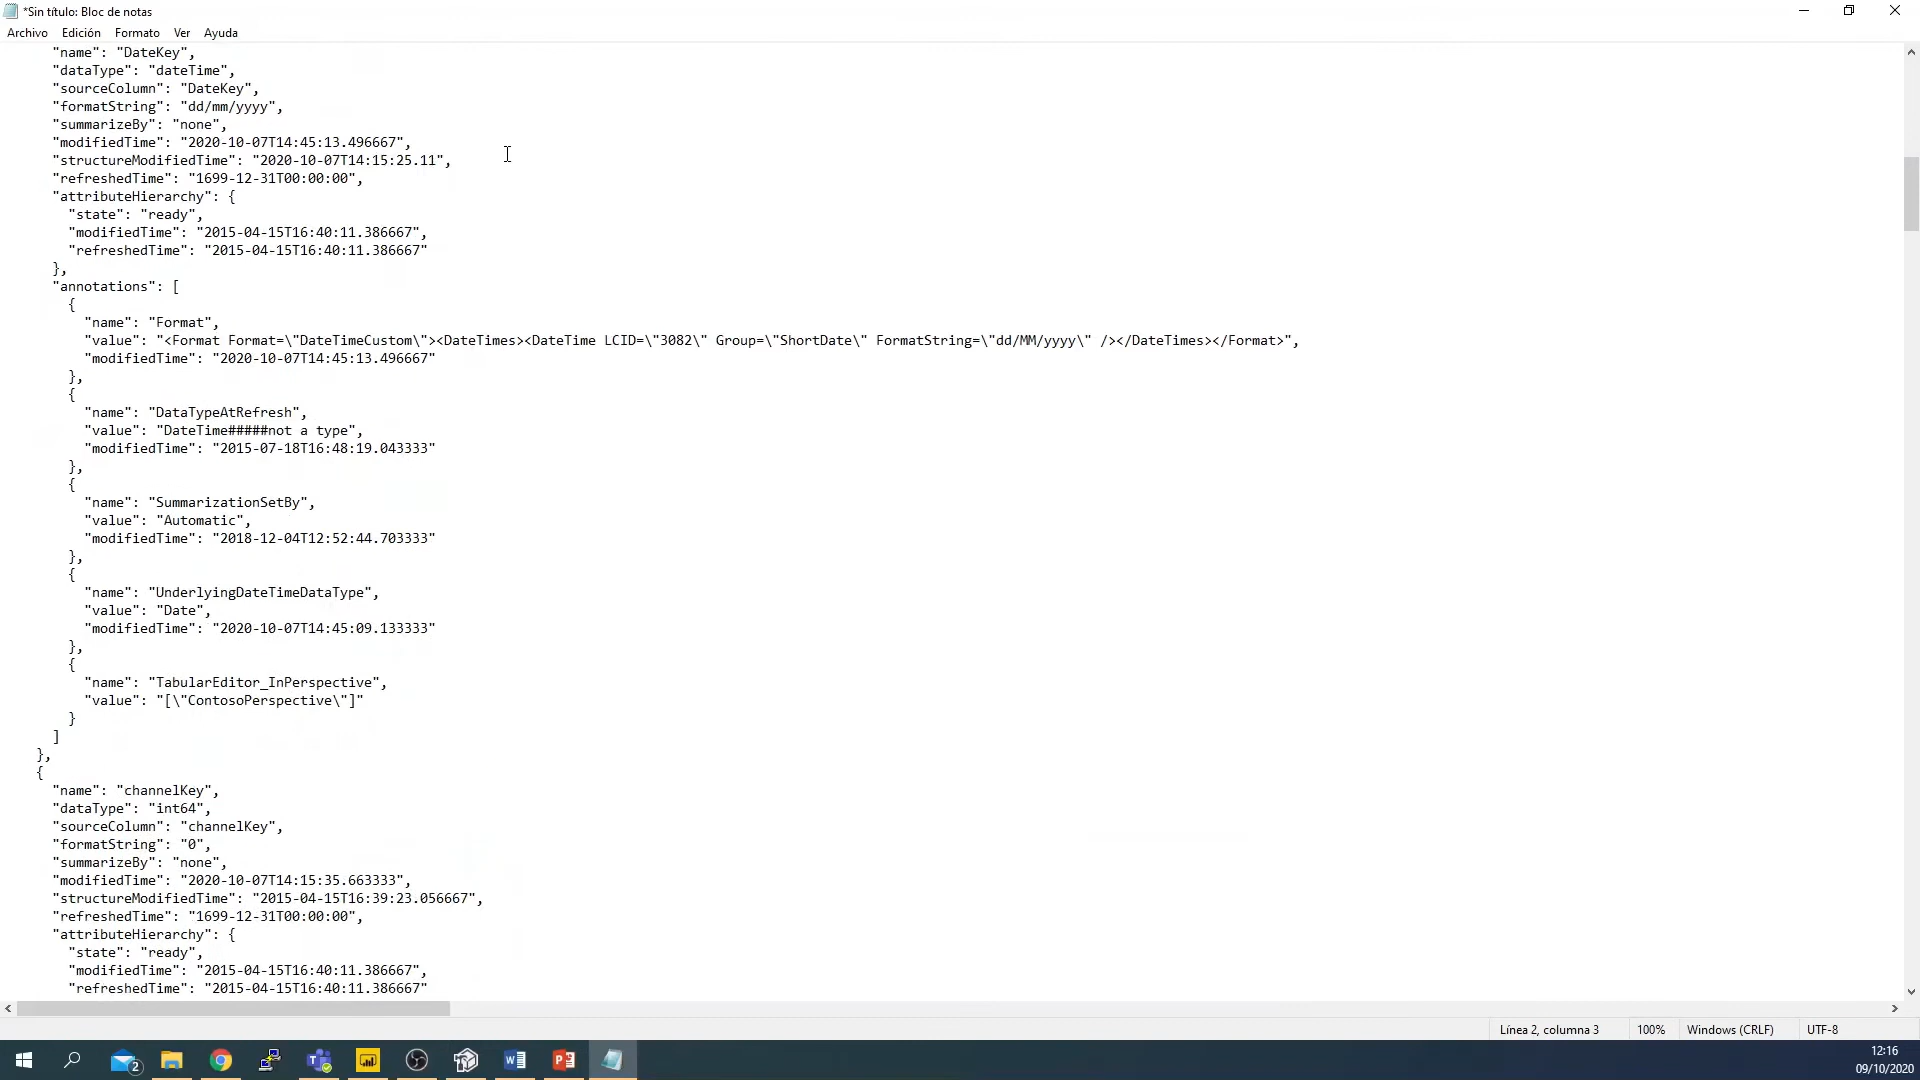 *Sin título: Bloc de notas
Archivo Edición Formato Ver Ayuda
"name": "DateKey",
"dataType": "dateTime",
"sourceColumn": "DateKey",
"formatString": "dd/mm/yyyy",
"summarizeBy": "none",
"modifiedTime": "2020-10-07T14:45:13.496667",
"structureModifiedTime": "2020-10-07T14:15:25.11",
"refreshedTime": "1699-12-31T00:00:00",
"attributeHierarchy": {
"state": "ready",
"modifiedTime": "2015-04-15T16:40:11.386667",
"refreshedTime": "2015-04-15T16:40:11.386667"
},
"annotations": [
{
"name": "Format",
"value": "<Format Format=\"DateTimeCustom\"><DateTimes><DateTime LCID=\"3082\" Group=\"ShortDate\" FormatString=\"dd/MM/yyyy\" /></DateTimes></Format>",
"modifiedTime": "2020-10-07T14:45:13.496667"
},
{
"name": "DataTypeAtRefresh",
"value": "DateTime#####not a type",
"modifiedTime": "2015-07-18T16:48:19.043333"
},
{
"name": "SummarizationSetBy",
"value": "Automatic",
"modifiedTime": "2018-12-04T12:52:44.703333"
},
{
"name": "UnderlyingDateTimeDataType",
"value": "Date",
"modifiedTime": "2020-10-07T14:45:09.133333"
},
{
"name": "TabularEditor_InPerspective",
"value": "[\"ContosoPerspective\"]"
}
]
},
{
"name": "channelKey",
"dataType": "int64",
"sourceColumn": "channelKey",
"formatString": "0",
"summarizeBy": "none",
"modifiedTime": "2020-10-07T14:15:35.663333",
"structureModifiedTime": "2015-04-15T16:39:23.056667",
"refreshedTime": "1699-12-31T00:00:00",
"attributeHierarchy": {
"state": "ready",
"modifiedTime": "2015-04-15T16:40:11.386667",
"refreshedTime": "2015-04-15T16:40:11.386667"
Línea 2, columna 3 100% Windows (CRLF) UTF-8
2
12:16
09/10/2020